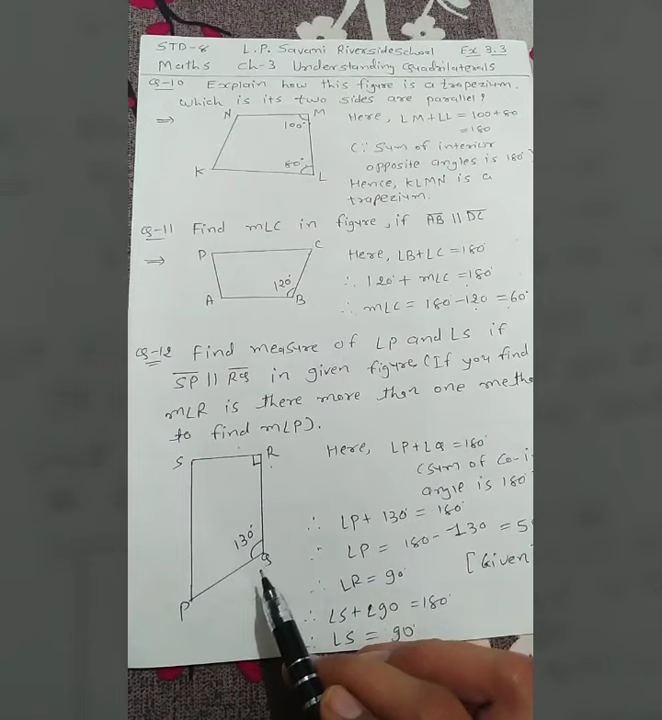 STD-8 L.P. Savani Riverside School Ex 3.3
Maths Ch-3 Understanding Quadrilaterals
Q-10 Explain how this figure is a trapezium.
Which is its two sides are parallel?
⇒ N M 100° K 80° L
Here, ∠M+∠L = 100+80
= 180
(∵ Sum of interior
opposite angles is 180°)
Hence, KLMN is a
trapezium.
Q-11 Find m∠C in figure, if AB || DC
⇒ D C A 120° B
Here, ∠B+∠C = 180°
∴ 120° + m∠C = 180°
∴ m∠C = 180°-120 = 60°
Q-12 Find measure of ∠P and ∠S if
SP || RQ in given figure. (If you find
m∠R is there more than one metho
to find m∠P).
S R 130° Q P
Here, ∠P+∠Q = 180°
(Sum of Co-i
angle is 180°
∴ ∠P + 130° = 180°
∴ ∠P = 180 - 130 = 5
∴ ∠R = 90° [Given
∴ ∠S + ∠90 = 180°
∴ ∠S = 90°